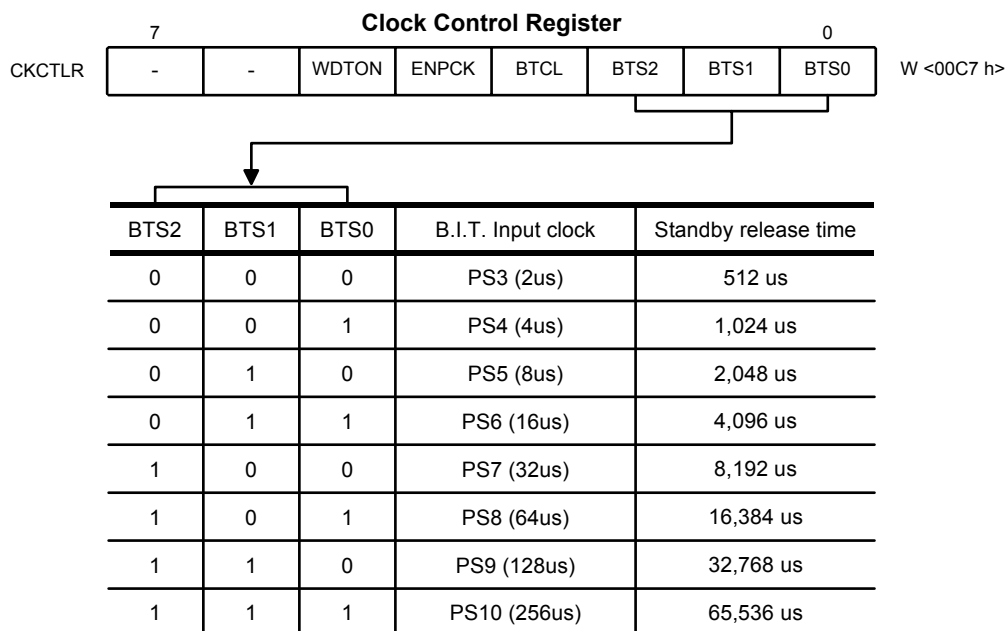 Clock Control Register
7 0
CKCTLR - - WDTON ENPCK BTCL BTS2 BTS1 BTS0 W <00C7 h>
BTS2 BTS1 BTS0 B.I.T. Input clock Standby release time
0 0 0 PS3 (2us) 512 us
0 0 1 PS4 (4us) 1,024 us
0 1 0 PS5 (8us) 2,048 us
0 1 1 PS6 (16us) 4,096 us
1 0 0 PS7 (32us) 8,192 us
1 0 1 PS8 (64us) 16,384 us
1 1 0 PS9 (128us) 32,768 us
1 1 1 PS10 (256us) 65,536 us